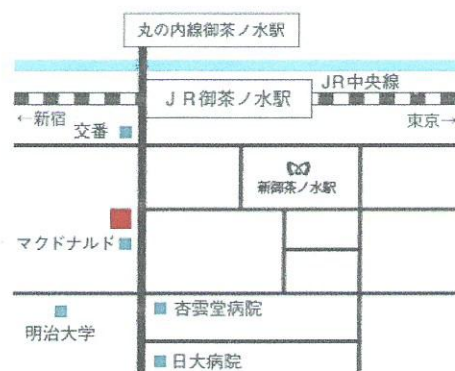 丸の内線御茶ノ水駅
JR中央線
JR御茶ノ水駅
←新宿
東京→
交番
新御茶ノ水駅
マクドナルド
杏雲堂病院
明治大学
日大病院